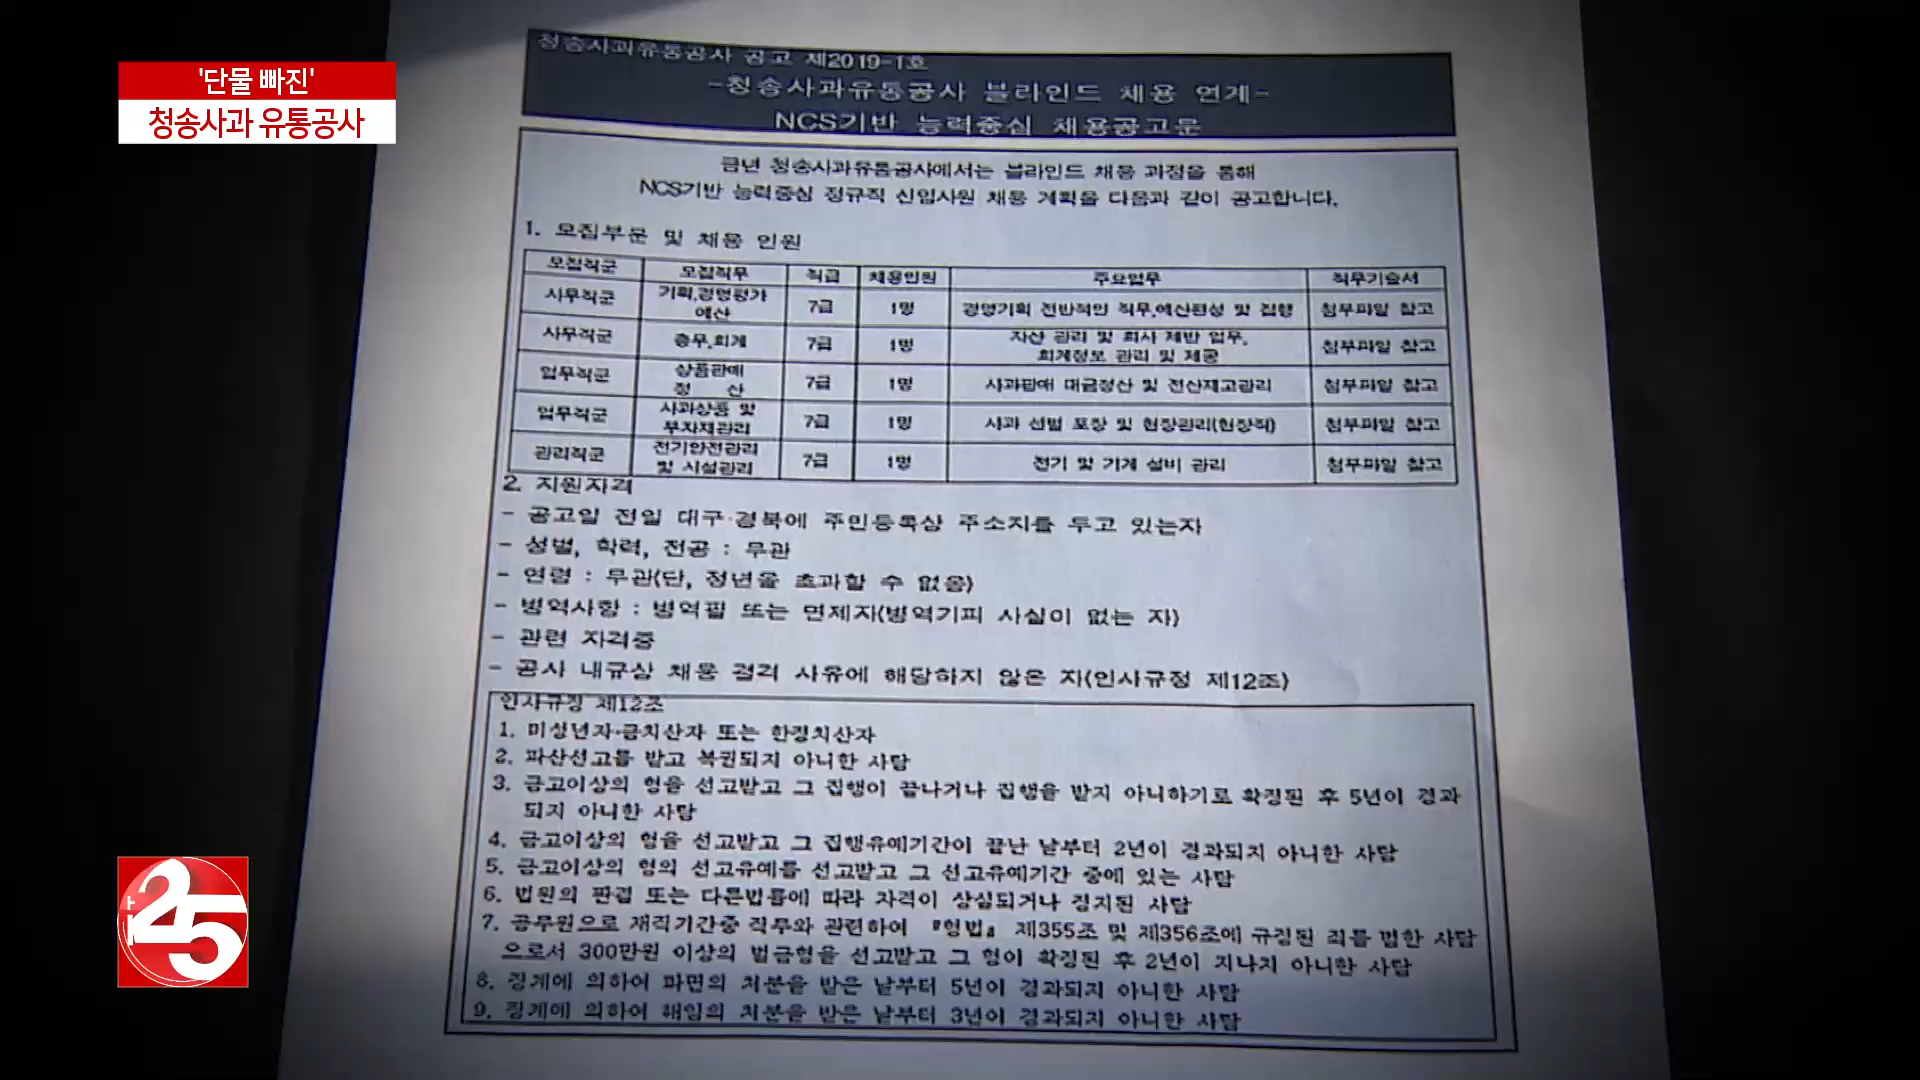 '단물 빠진'
청송사과 유통공사
청송사과유통공사 공고 제2019-1호
-청송사과유통공사 블라인드 채용 연계-
NCS기반 능력중심 채용공고문
금년 청송사과유통공사에서는 블라인드 채용 과정을 통해
NCS기반 능력중심 정규직 신입사원 채용 계획을 다음과 같이 공고합니다.
1. 모집부문 및 채용 인원
모집직군 모집직무 직급 채용인원 주요업무 직무기술서
사무직군 기획,경영평가 예산 7급 1명 경영기획 전반적인 직무,예산편성 및 집행 첨부파일 참고
사무직군 총무,회계 7급 1명 자산 관리 및 회사 제반 업무, 회계정보 관리 및 제공 첨부파일 참고
업무직군 상품판매 정 산 7급 1명 사과판매 대금정산 및 전산재고관리 첨부파일 참고
업무직군 사과상품 및 부자재관리 7급 1명 사과 선별 포장 및 현장관리(현장직) 첨부파일 참고
관리직군 전기안전관리 및 시설관리 7급 1명 전기 및 기계 설비 관리 첨부파일 참고
2. 지원자격
- 공고일 전일 대구·경북에 주민등록상 주소지를 두고 있는자
- 성별, 학력, 전공 : 무관
- 연령 : 무관(단, 정년을 초과할 수 없음)
- 병역사항 : 병역필 또는 면제자(병역기피 사실이 없는 자)
- 관련 자격증
- 공사 내규상 채용 결격 사유에 해당하지 않은 자(인사규정 제12조)
인사규정 제12조
1. 미성년자·금치산자 또는 한정치산자
2. 파산선고를 받고 복권되지 아니한 사람
3. 금고이상의 형을 선고받고 그 집행이 끝나거나 집행을 받지 아니하기로 확정된 후 5년이 경과
되지 아니한 사람
4. 금고이상의 형을 선고받고 그 집행유예기간이 끝난 날부터 2년이 경과되지 아니한 사람
5. 금고이상의 형의 선고유예를 선고받고 그 선고유예기간 중에 있는 사람
6. 법원의 판결 또는 다른법률에 따라 자격이 상실되거나 정지된 사람
7. 공무원으로 재직기간중 직무와 관련하여 『형법』 제355조 및 제356조에 규정된 죄를 범한 사람
으로서 300만원 이상의 벌금형을 선고받고 그 형이 확정된 후 2년이 지나지 아니한 사람
8. 징계에 의하여 파면의 처분을 받은 날부터 5년이 경과되지 아니한 사람
9. 징계에 의하여 해임의 처분을 받은 날부터 3년이 경과되지 아니한 사람
25